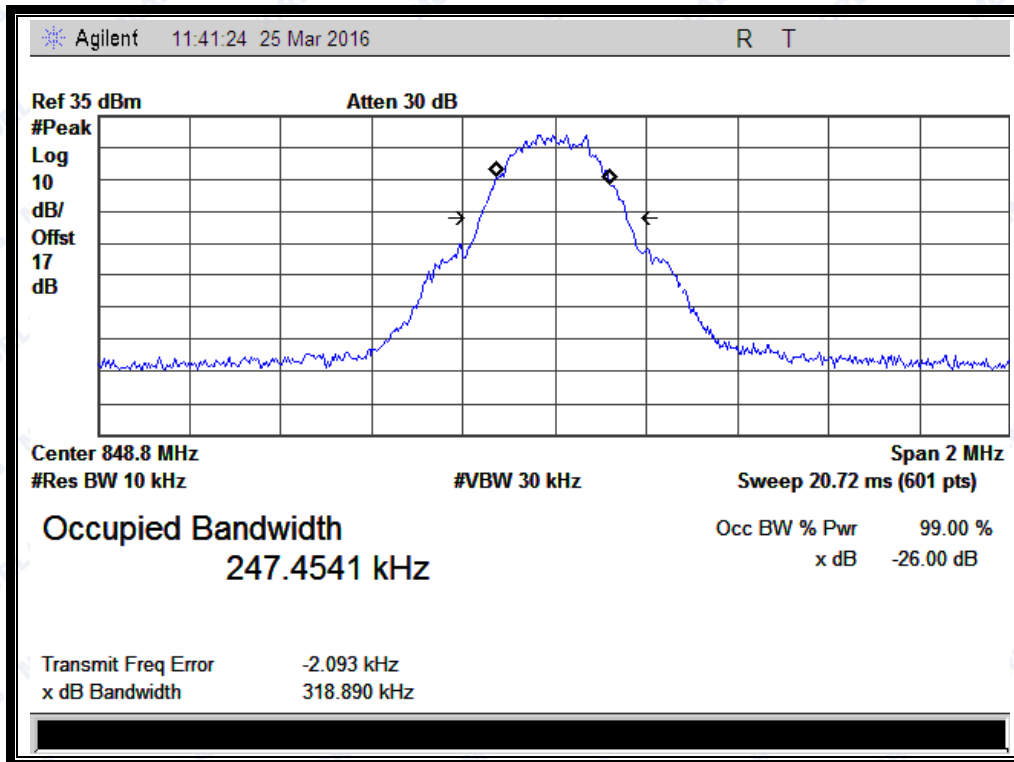 Agilent 11:41:24 25 Mar 2016 R T
Ref 35 dBm Atten 30 dB
#Peak
Log
10
dB/
Offst
17
dB
Center 848.8 MHz Span 2 MHz
#Res BW 10 kHz #VBW 30 kHz Sweep 20.72 ms (601 pts)
Occupied Bandwidth Occ BW % Pwr 99.00 %
247.4541 kHz x dB -26.00 dB
Transmit Freq Error -2.093 kHz
x dB Bandwidth 318.890 kHz